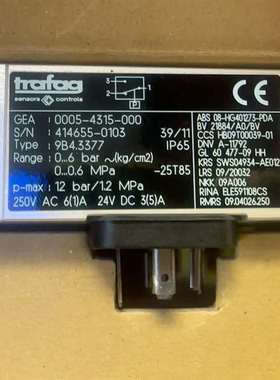 trafag
sensors & controls
GEA : 0005-4315-000
S/N : 414655-0103 39/11
Type : 9B4.3377 IP65
Range : 0...6 bar ~(kg/cm2)
0...0.6 MPa -25T85
p-max : 12 bar/1.2 MPa
250V AC 6(1)A 24V DC 3(5)A
P
ABS 08-HG401273-PDA
BV 21884/A0/BV
CCS HB09T00039-01
DNV A-11792
GL 60 477-09 HH
KRS SWS04934-AE012
LRS 09/20032
NKK 09A006
RINA ELE591108CS
RMRS 09.04026.250